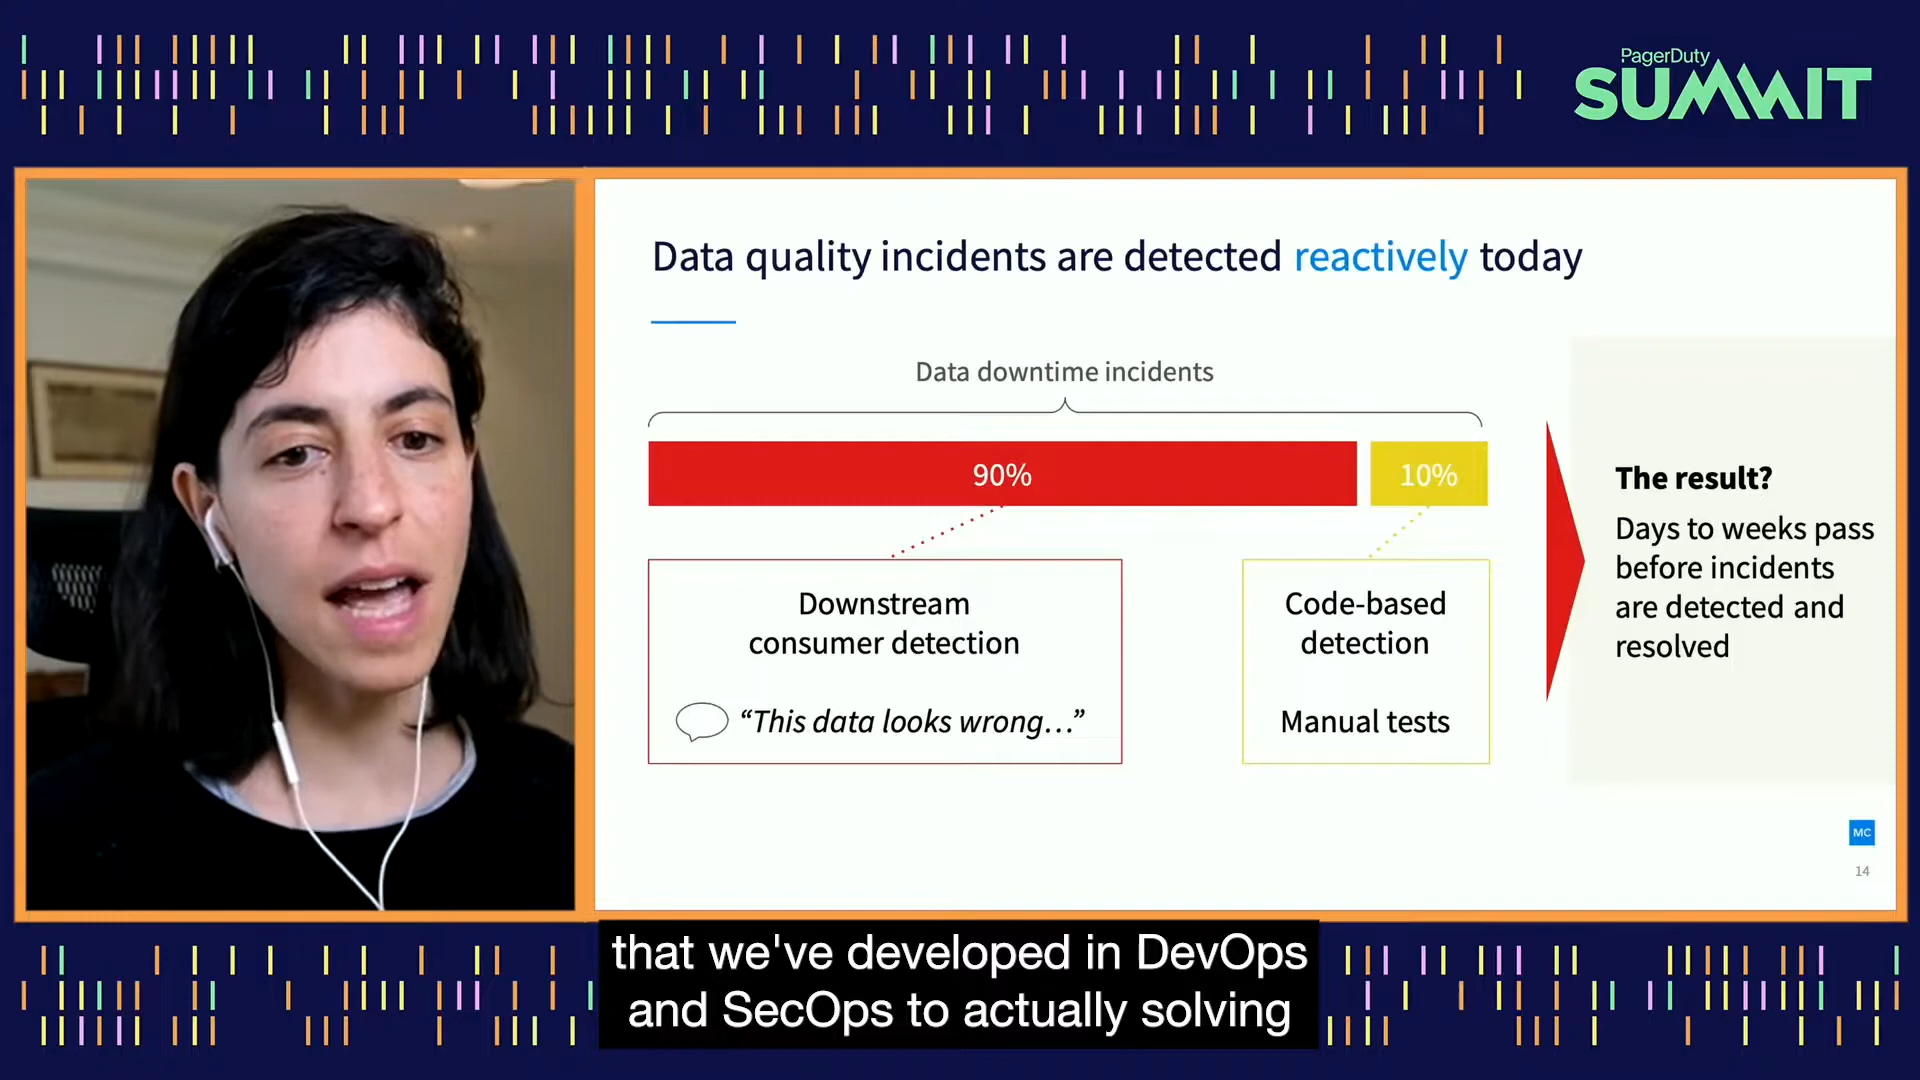 PagerDuty
SUMMIT
Data quality incidents are detected reactively today
Data downtime incidents
90%
10%
Downstream
consumer detection
“This data looks wrong…”
Code-based
detection
Manual tests
The result?
Days to weeks pass
before incidents
are detected and
resolved
MC
14
that we've developed in DevOps
and SecOps to actually solving